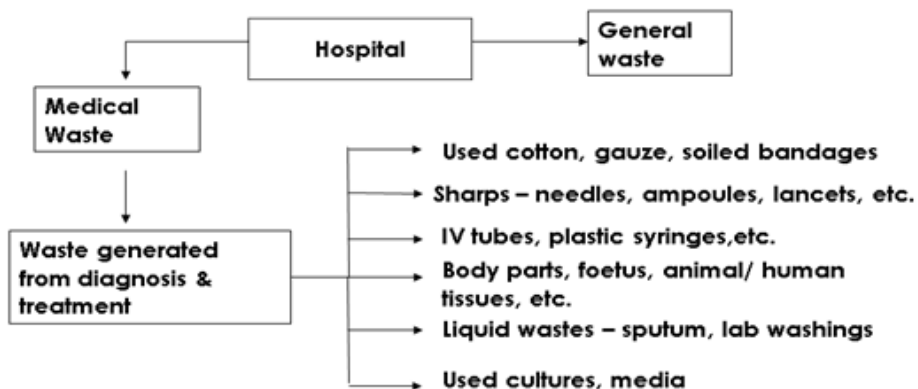 Hospital
General
waste
Medical
Waste
Waste generated
from diagnosis &
treatment
Used cotton, gauze, soiled bandages
Sharps – needles, ampoules, lancets, etc.
IV tubes, plastic syringes,etc.
Body parts, foetus, animal/ human
tissues, etc.
Liquid wastes – sputum, lab washings
Used cultures, media